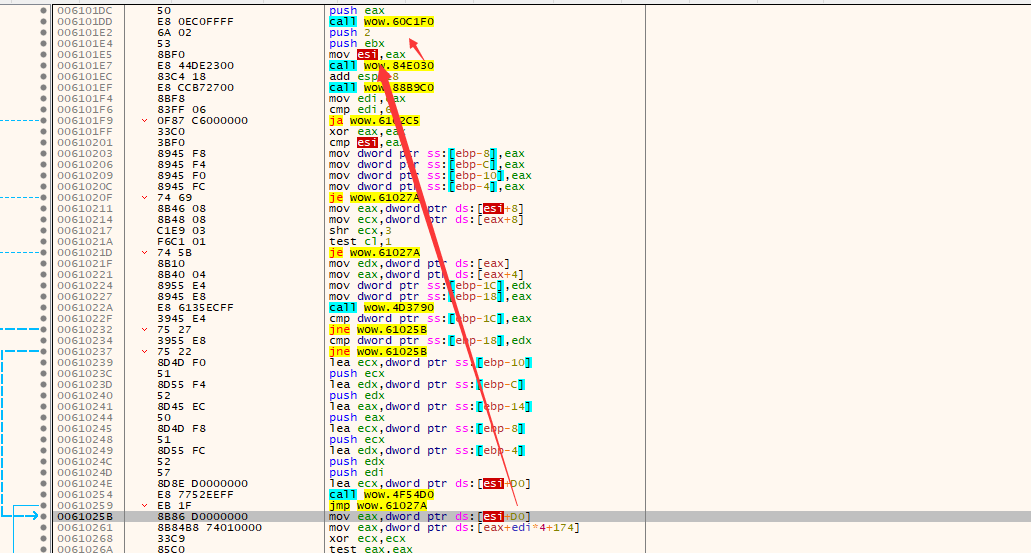 006101DC 50 push eax
006101DD E8 0EC0FFFF call wow.60C1F0
006101E2 6A 02 push 2
006101E4 53 push ebx
006101E5 8BF0 mov esi,eax
006101E7 E8 44DE2300 call wow.84E030
006101EC 83C4 18 add esp,18
006101EF E8 CCB72700 call wow.88B9C0
006101F4 8BF8 mov edi,eax
006101F6 83FF 06 cmp edi,6
006101F9 0F87 C6000000 ja wow.6102C5
006101FF 33C0 xor eax,eax
00610201 3BF0 cmp esi,eax
00610203 8945 F8 mov dword ptr ss:[ebp-8],eax
00610206 8945 F4 mov dword ptr ss:[ebp-C],eax
00610209 8945 F0 mov dword ptr ss:[ebp-10],eax
0061020C 8945 FC mov dword ptr ss:[ebp-4],eax
0061020F 74 69 je wow.61027A
00610211 8B46 08 mov eax,dword ptr ds:[esi+8]
00610214 8B48 08 mov ecx,dword ptr ds:[eax+8]
00610217 C1E9 03 shr ecx,3
0061021A F6C1 01 test cl,1
0061021D 74 5B je wow.61027A
0061021F 8B10 mov edx,dword ptr ds:[eax]
00610221 8B40 04 mov eax,dword ptr ds:[eax+4]
00610224 8955 E4 mov dword ptr ss:[ebp-1C],edx
00610227 8945 E8 mov dword ptr ss:[ebp-18],eax
0061022A E8 6135ECFF call wow.4D3790
0061022F 3945 E4 cmp dword ptr ss:[ebp-1C],eax
00610232 75 27 jne wow.61025B
00610234 3955 E8 cmp dword ptr ss:[ebp-18],edx
00610237 75 22 jne wow.61025B
00610239 8D4D F0 lea ecx,dword ptr ss:[ebp-10]
0061023C 51 push ecx
0061023D 8D55 F4 lea edx,dword ptr ss:[ebp-C]
00610240 52 push edx
00610241 8D45 EC lea eax,dword ptr ss:[ebp-14]
00610244 50 push eax
00610245 8D4D F8 lea ecx,dword ptr ss:[ebp-8]
00610248 51 push ecx
00610249 8D55 FC lea edx,dword ptr ss:[ebp-4]
0061024C 52 push edx
0061024D 57 push edi
0061024E 8D8E D0000000 lea ecx,dword ptr ds:[esi+D0]
00610254 E8 7752EEFF call wow.4F54D0
00610259 EB 1F jmp wow.61027A
0061025B 8B86 D0000000 mov eax,dword ptr ds:[esi+D0]
00610261 8B84B8 74010000 mov eax,dword ptr ds:[eax+edi*4+174]
00610268 33C9 xor ecx,ecx
0061026A 85C0 test eax,eax